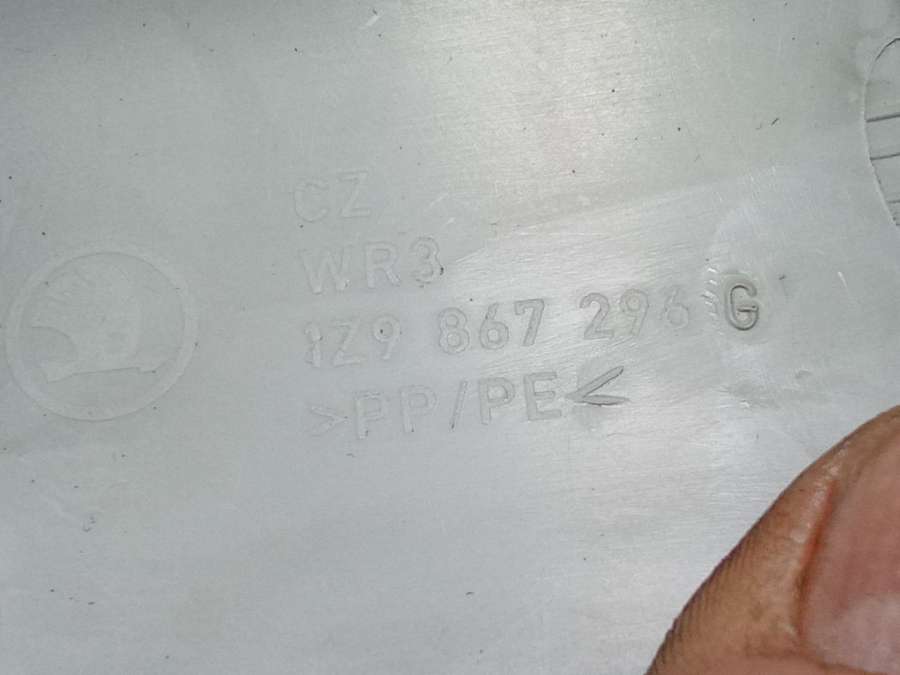 CZ
WR3
1Z9 867 296 G
>PP/PE<